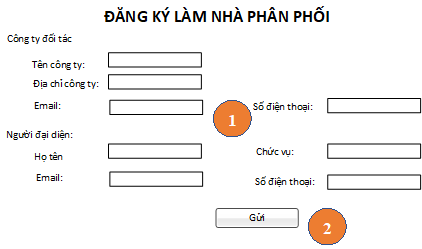 ĐĂNG KÝ LÀM NHÀ PHÂN PHỐI
Công ty đối tác
Tên công ty:
Địa chỉ công ty:
Email:
1
Số điện thoại:
Người đại diện:
Họ tên
Chức vụ:
Email:
Số điện thoại:
Gửi
2